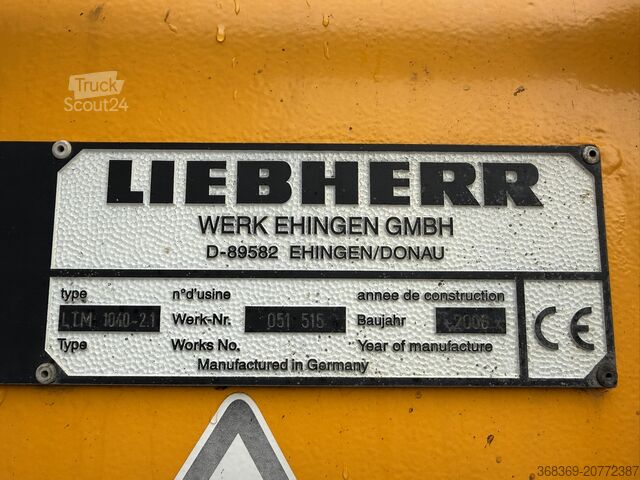 Truck
Scout24
LIEBHERR
WERK EHINGEN GMBH
D-89582 EHINGEN/DONAU
type n°d'usine annee de construction
LTM 1040-2.1 Werk-Nr. 051 515 Baujahr 2006
Type Works No. Year of manufacture
Manufactured in Germany
CE
368369-20772387